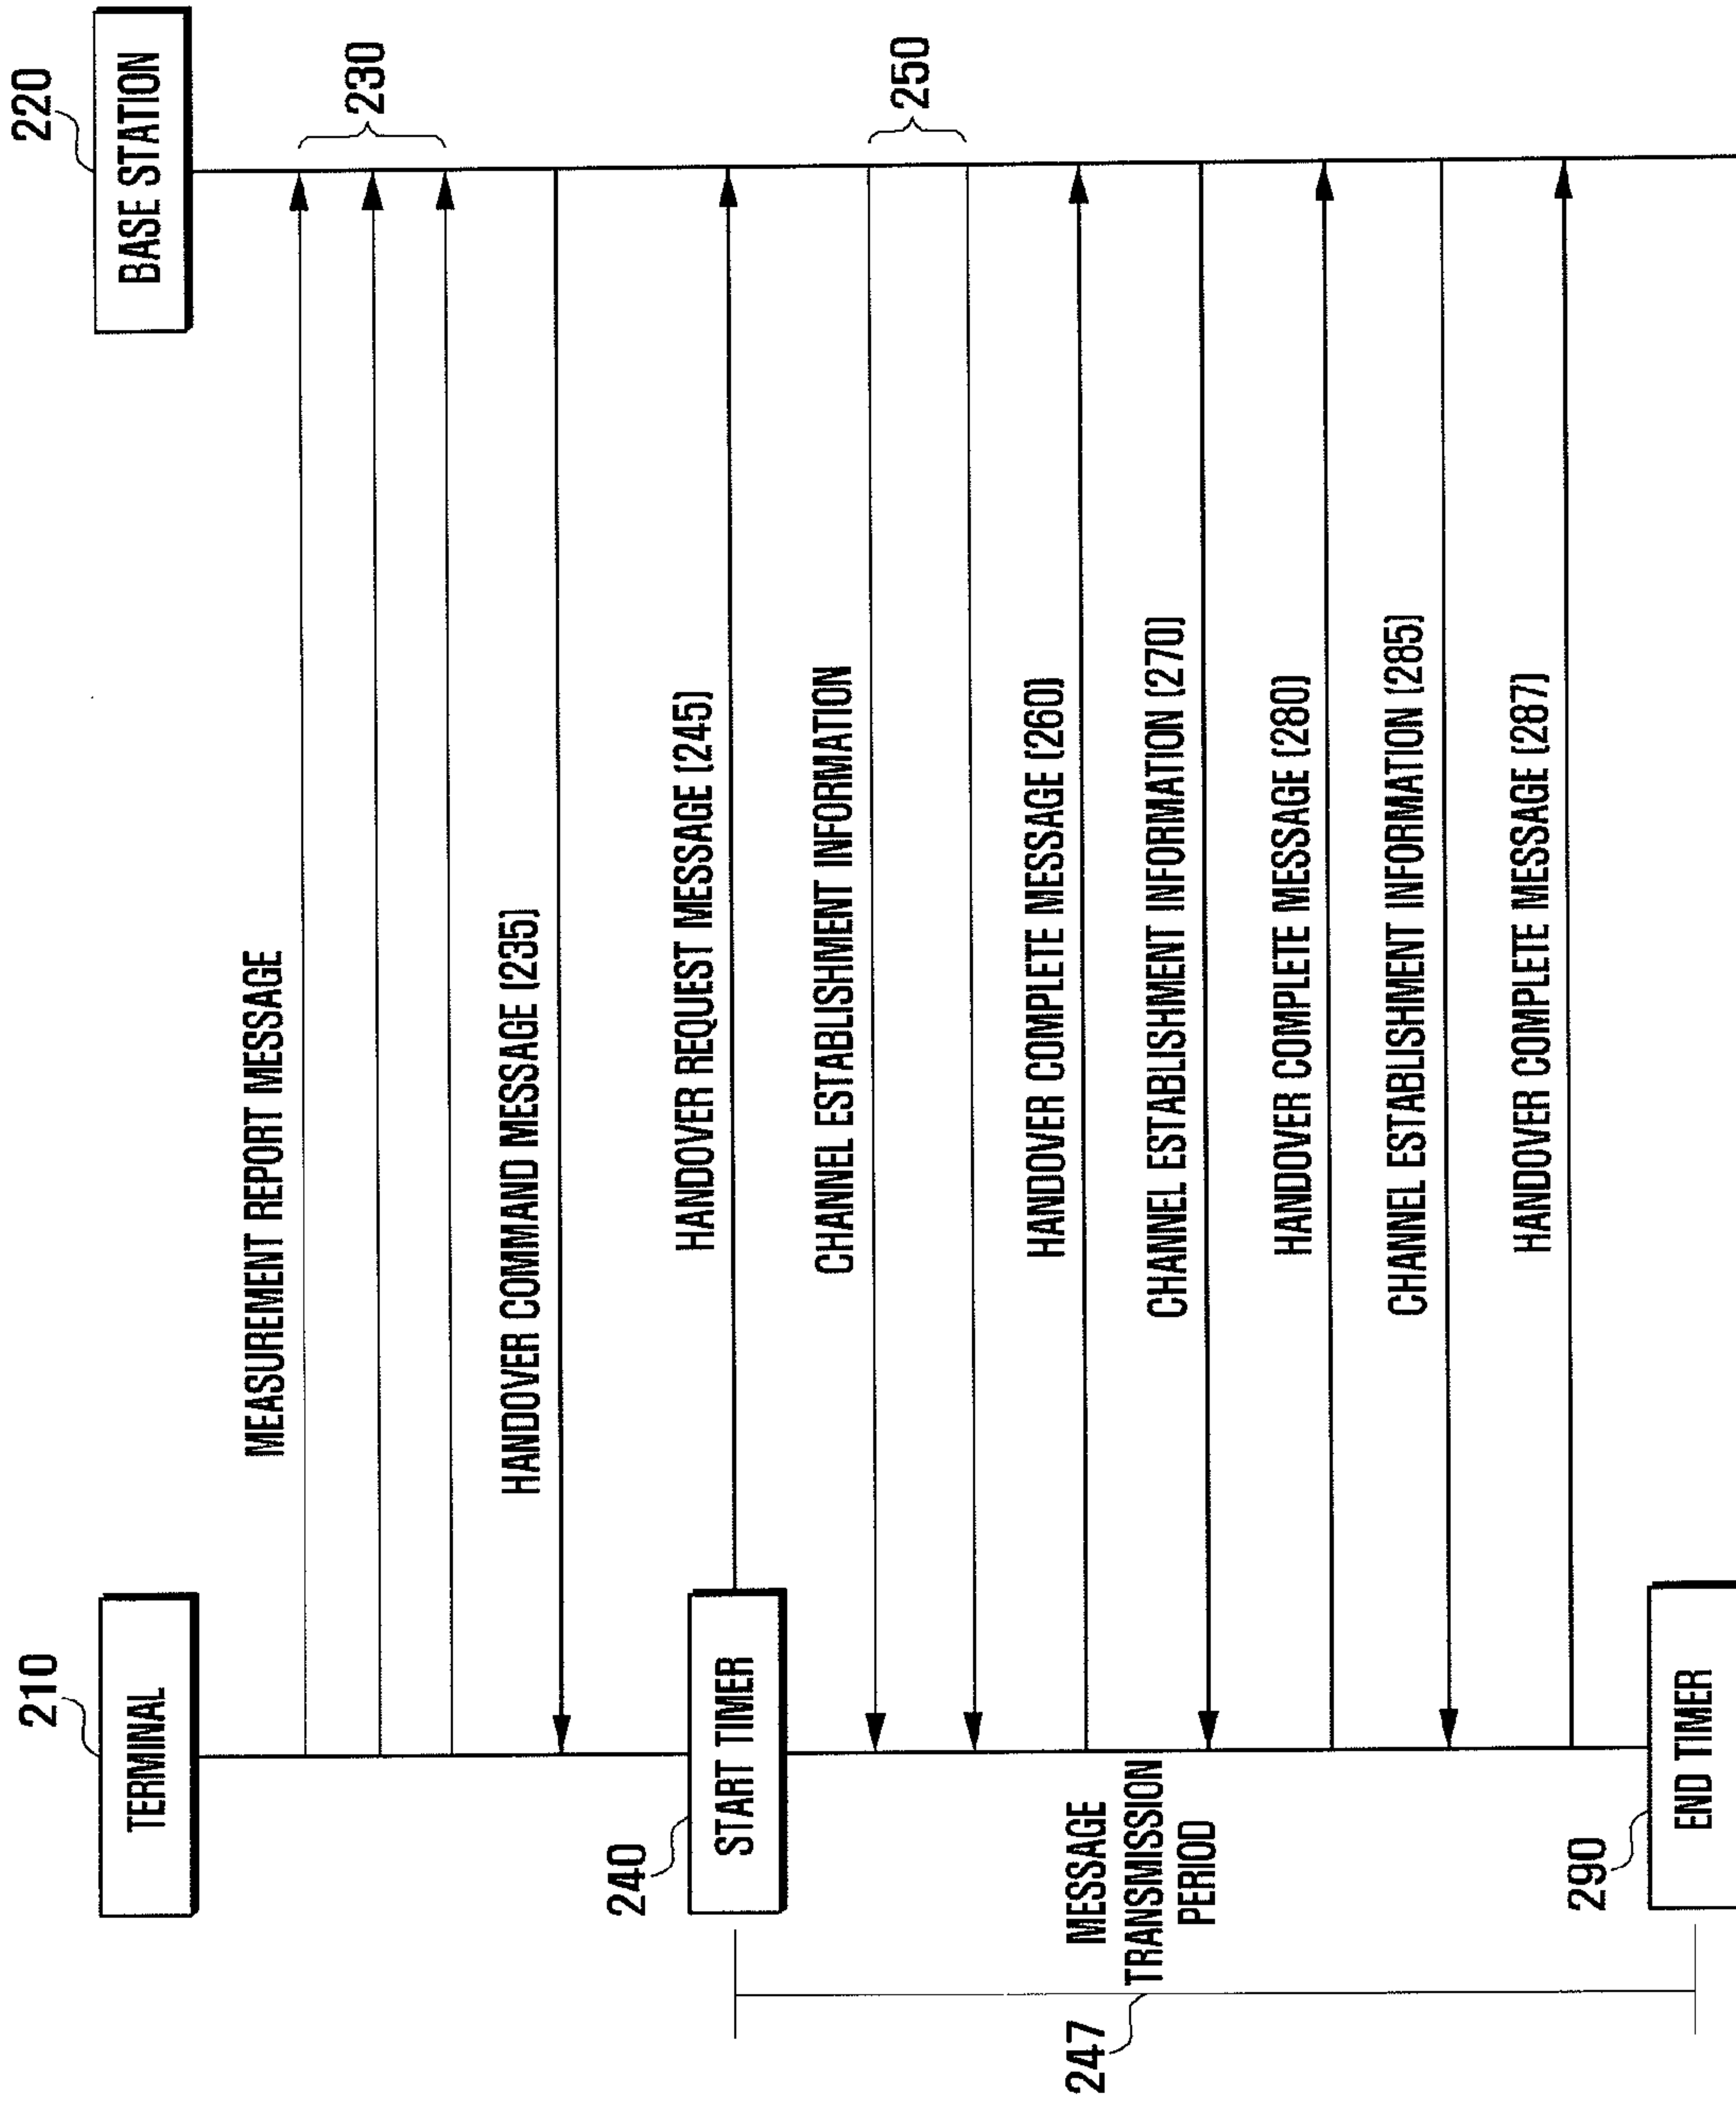 210
TERMINAL
220
BASE STATION
MEASUREMENT REPORT MESSAGE
230
HANDOVER COMMAND MESSAGE (235)
240
START TIMER
HANDOVER REQUEST MESSAGE (245)
CHANNEL ESTABLISHMENT INFORMATION
250
HANDOVER COMPLETE MESSAGE (260)
247
MESSAGE
TRANSMISSION
PERIOD
CHANNEL ESTABLISHMENT INFORMATION (270)
HANDOVER COMPLETE MESSAGE (280)
CHANNEL ESTABLISHMENT INFORMATION (285)
HANDOVER COMPLETE MESSAGE (287)
290
END TIMER